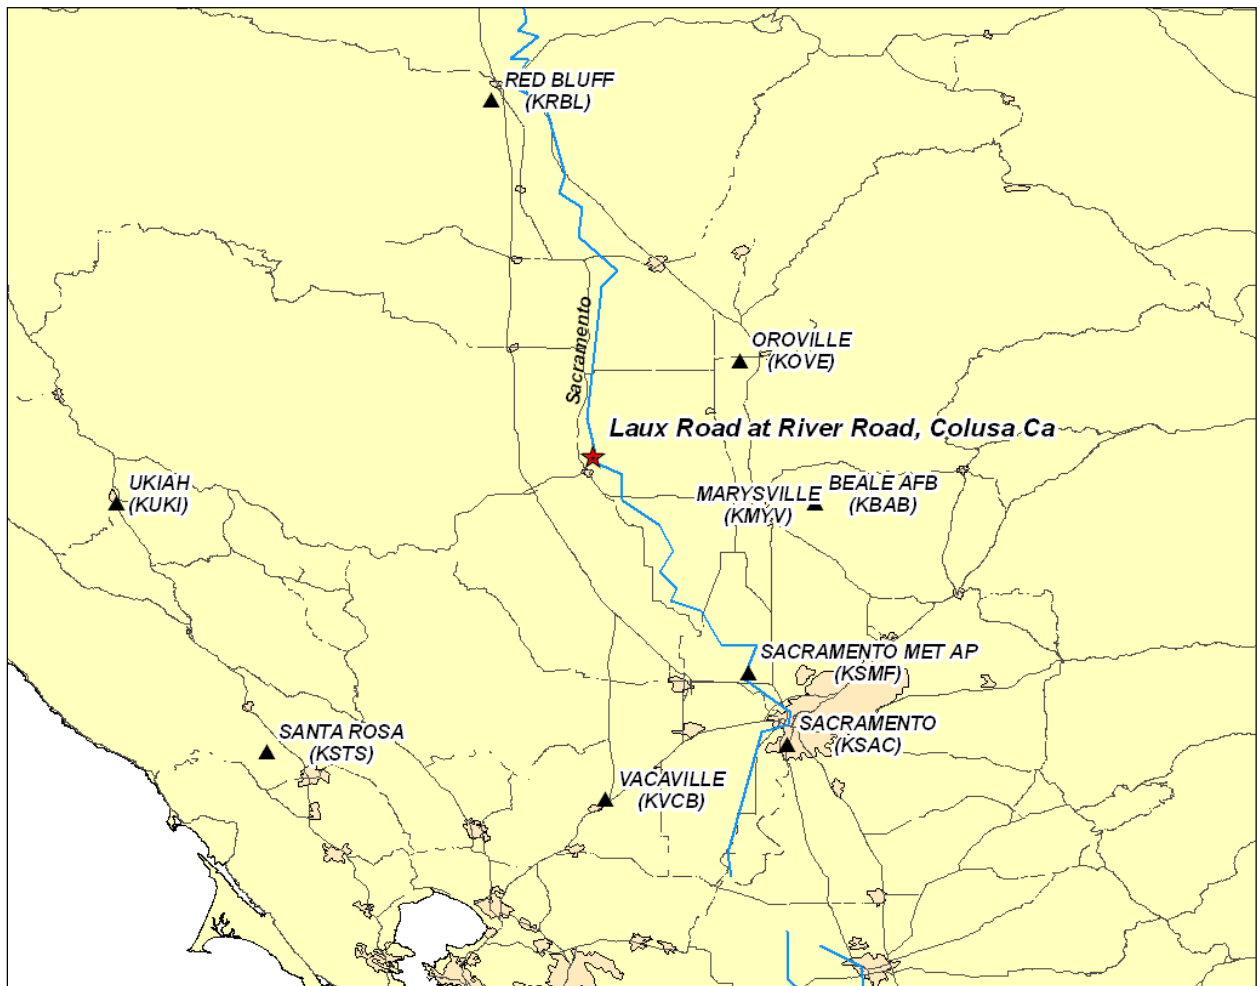 RED BLUFF
(KRBL)
Sacramento
OROVILLE
(KOVE)
Laux Road at River Road, Colusa Ca
UKIAH
(KUKI)
MARYSVILLE
(KMYV)
BEALE AFB
(KBAB)
SACRAMENTO MET AP
(KSMF)
SANTA ROSA
(KSTS)
SACRAMENTO
(KSAC)
VACAVILLE
(KVCB)